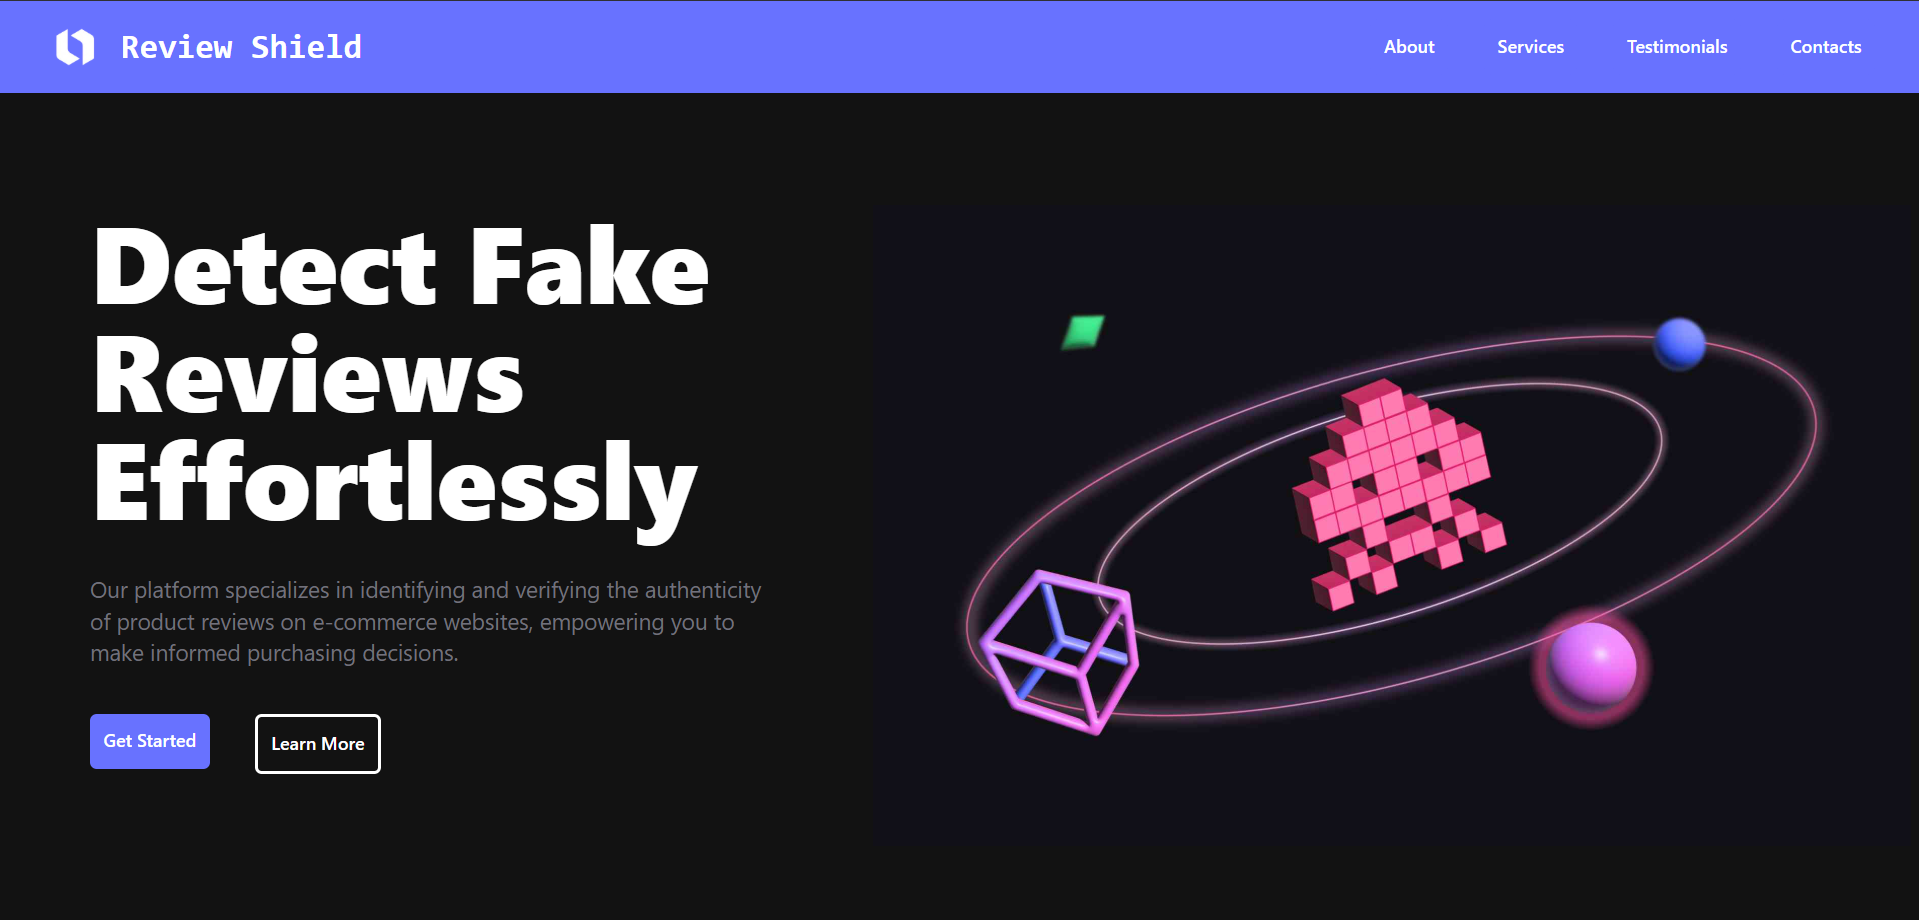 Review Shield
About
Services
Testimonials
Contacts
Detect Fake
Reviews
Effortlessly
Our platform specializes in identifying and verifying the authenticity
of product reviews on e-commerce websites, empowering you to
make informed purchasing decisions.
Get Started
Learn More